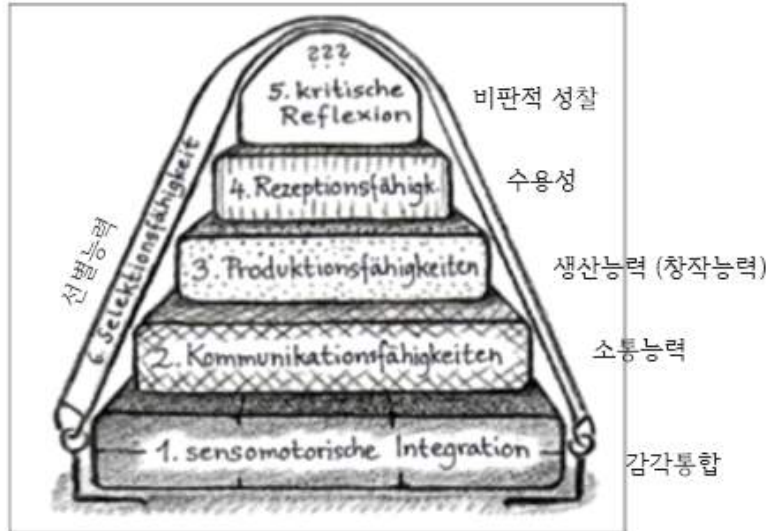 ???
5. kritische
Reflexion
비판적 성찰
4. Rezeptionsfähigk.
수용성
3. Produktionsfähigkeiten
생산능력 (창작능력)
2. Kommunikationsfähigkeiten
소통능력
1. sensomotorische Integration
감각통합
6. Selektionsfähigkeit
선별능력